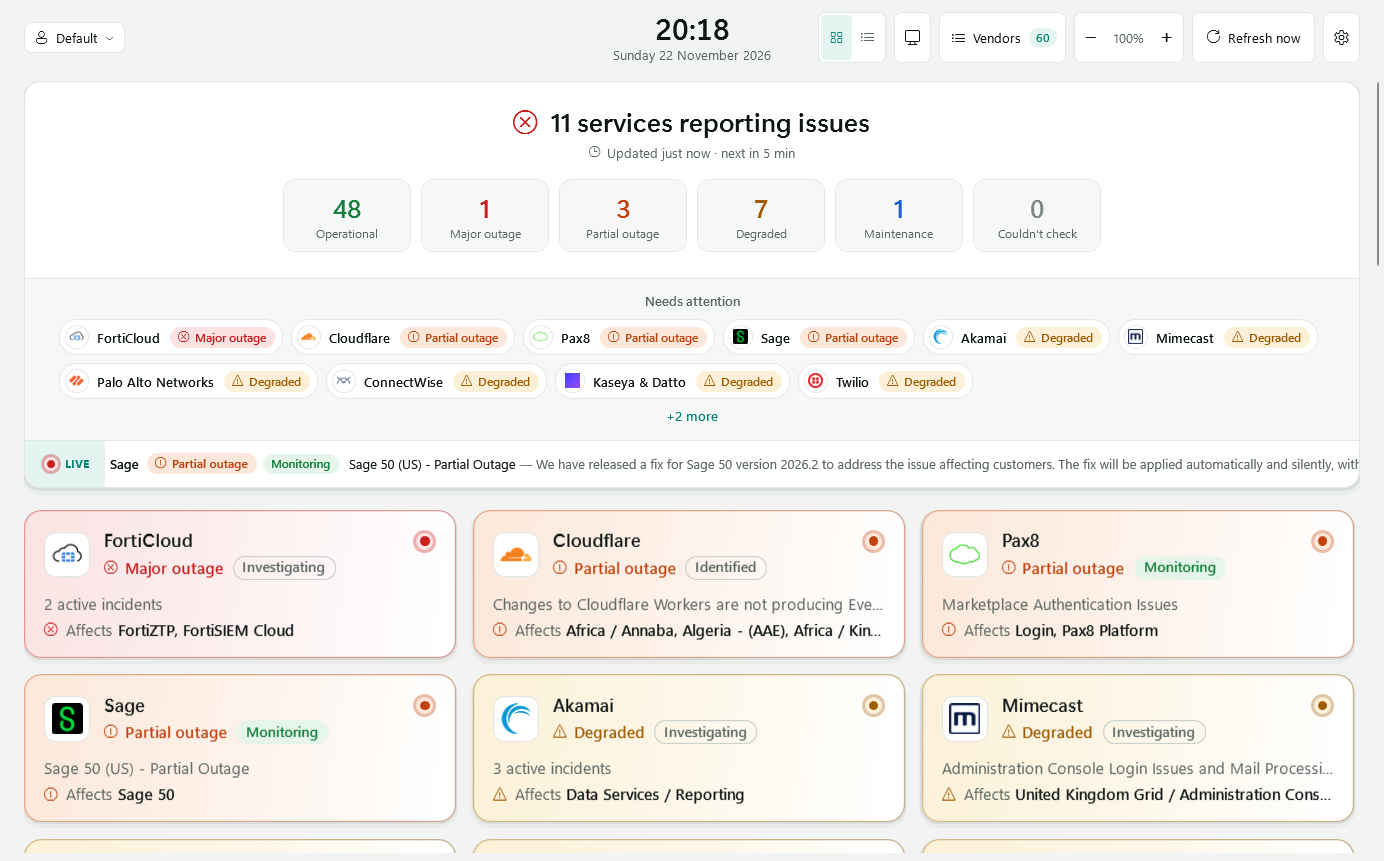 Default
20:18
Sunday 22 November 2026
Vendors 60
100%
Refresh now
11 services reporting issues
Updated just now · next in 5 min
48 1 3 7 1 0
Operational Major outage Partial outage Degraded Maintenance Couldn't check
Needs attention
FortiCloud Major outage Cloudflare Partial outage Pax8 Partial outage Sage Partial outage Akamai Degraded Mimecast Degraded
Palo Alto Networks Degraded ConnectWise Degraded Kaseya & Datto Degraded Twilio Degraded
+2 more
LIVE Sage Partial outage Monitoring Sage 50 (US) - Partial Outage — We have released a fix for Sage 50 version 2026.2 to address the issue affecting customers. The fix will be applied automatically and silently, with
FortiCloud
Major outage Investigating
2 active incidents
Affects FortiZTP, FortiSIEM Cloud
Cloudflare
Partial outage Identified
Changes to Cloudflare Workers are not producing Eve...
Affects Africa / Annaba, Algeria - (AAE), Africa / Kin...
Pax8
Partial outage Monitoring
Marketplace Authentication Issues
Affects Login, Pax8 Platform
Sage
Partial outage Monitoring
Sage 50 (US) - Partial Outage
Affects Sage 50
Akamai
Degraded Investigating
3 active incidents
Affects Data Services / Reporting
Mimecast
Degraded Investigating
Administration Console Login Issues and Mail Processi...
Affects United Kingdom Grid / Administration Cons...